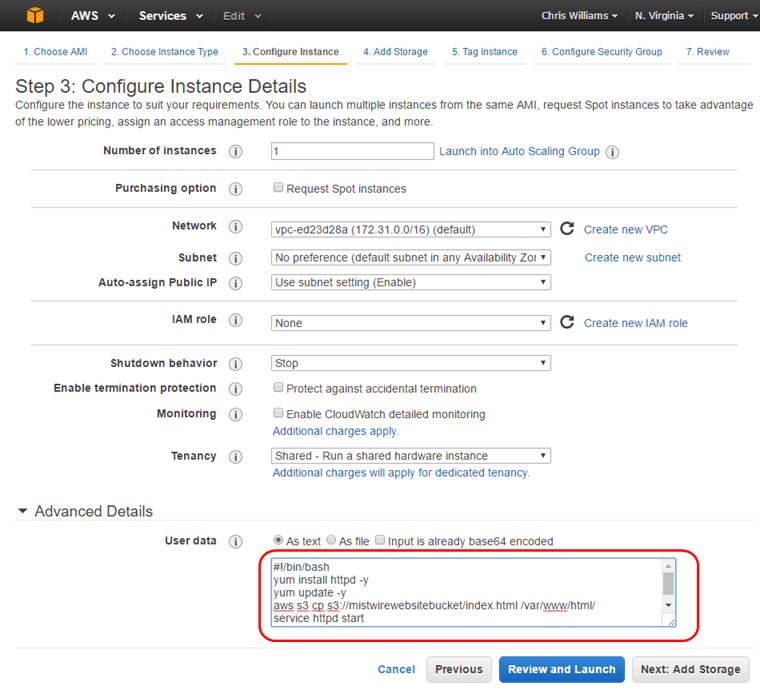 AWS Services Edit Chris Williams N. Virginia Support
1. Choose AMI 2. Choose Instance Type 3. Configure Instance 4. Add Storage 5. Tag Instance 6. Configure Security Group 7. Review
Step 3: Configure Instance Details
Configure the instance to suit your requirements. You can launch multiple instances from the same AMI, request Spot instances to take advantage
of the lower pricing, assign an access management role to the instance, and more.
Number of instances i 1 Launch into Auto Scaling Group i
Purchasing option i Request Spot instances
Network i vpc-ed23d28a (172.31.0.0/16) (default) Create new VPC
Subnet i No preference (default subnet in any Availability Zo Create new subnet
Auto-assign Public IP i Use subnet setting (Enable)
IAM role i None Create new IAM role
Shutdown behavior i Stop
Enable termination protection i Protect against accidental termination
Monitoring i Enable CloudWatch detailed monitoring
Additional charges apply.
Tenancy i Shared - Run a shared hardware instance
Additional charges will apply for dedicated tenancy.
Advanced Details
User data i As text As file Input is already base64 encoded
#!/bin/bash
yum install httpd -y
yum update -y
aws s3 cp s3://mistwirewebsitebucket/index.html /var/www/html/
service httpd start
Cancel Previous Review and Launch Next: Add Storage